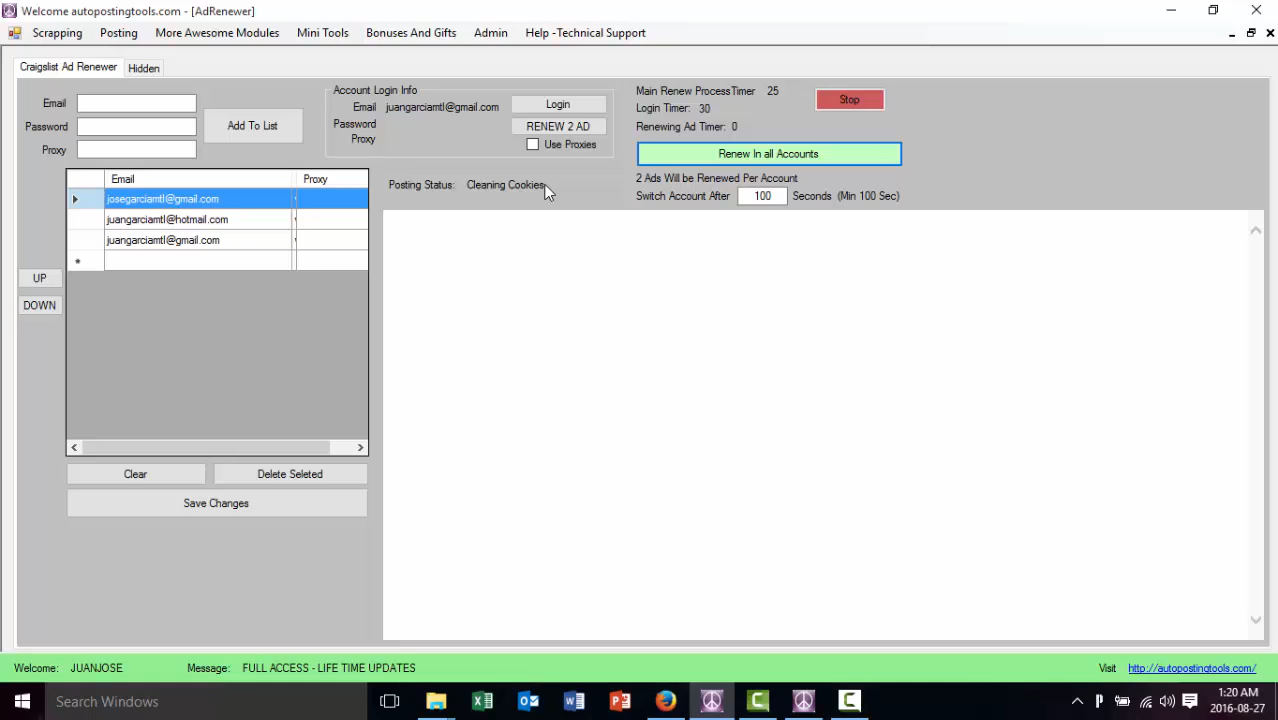 Welcome autopostingtools.com - [AdRenewer]
Scrapping Posting More Awesome Modules Mini Tools Bonuses And Gifts Admin Help -Technical Support
Craigslist Ad Renewer Hidden
Email
Password
Proxy
Add To List
Account Login Info
Email juangarciamtl@gmail.com
Password
Proxy
Login
RENEW 2 AD
Use Proxies
Main Renew ProcessTimer 25
Login Timer: 30
Renewing Ad Timer: 0
Stop
Renew In all Accounts
2 Ads Will be Renewed Per Account
Switch Account After 100 Seconds (Min 100 Sec)
Posting Status: Cleaning Cookies
Email Proxy
josegarciamtl@gmail.com
juangarciamtl@hotmail.com
juangarciamtl@gmail.com
UP
DOWN
Clear Delete Seleted
Save Changes
Welcome: JUANJOSE Message: FULL ACCESS - LIFE TIME UPDATES Visit http://autopostingtools.com/
Search Windows
1:20 AM
2016-08-27